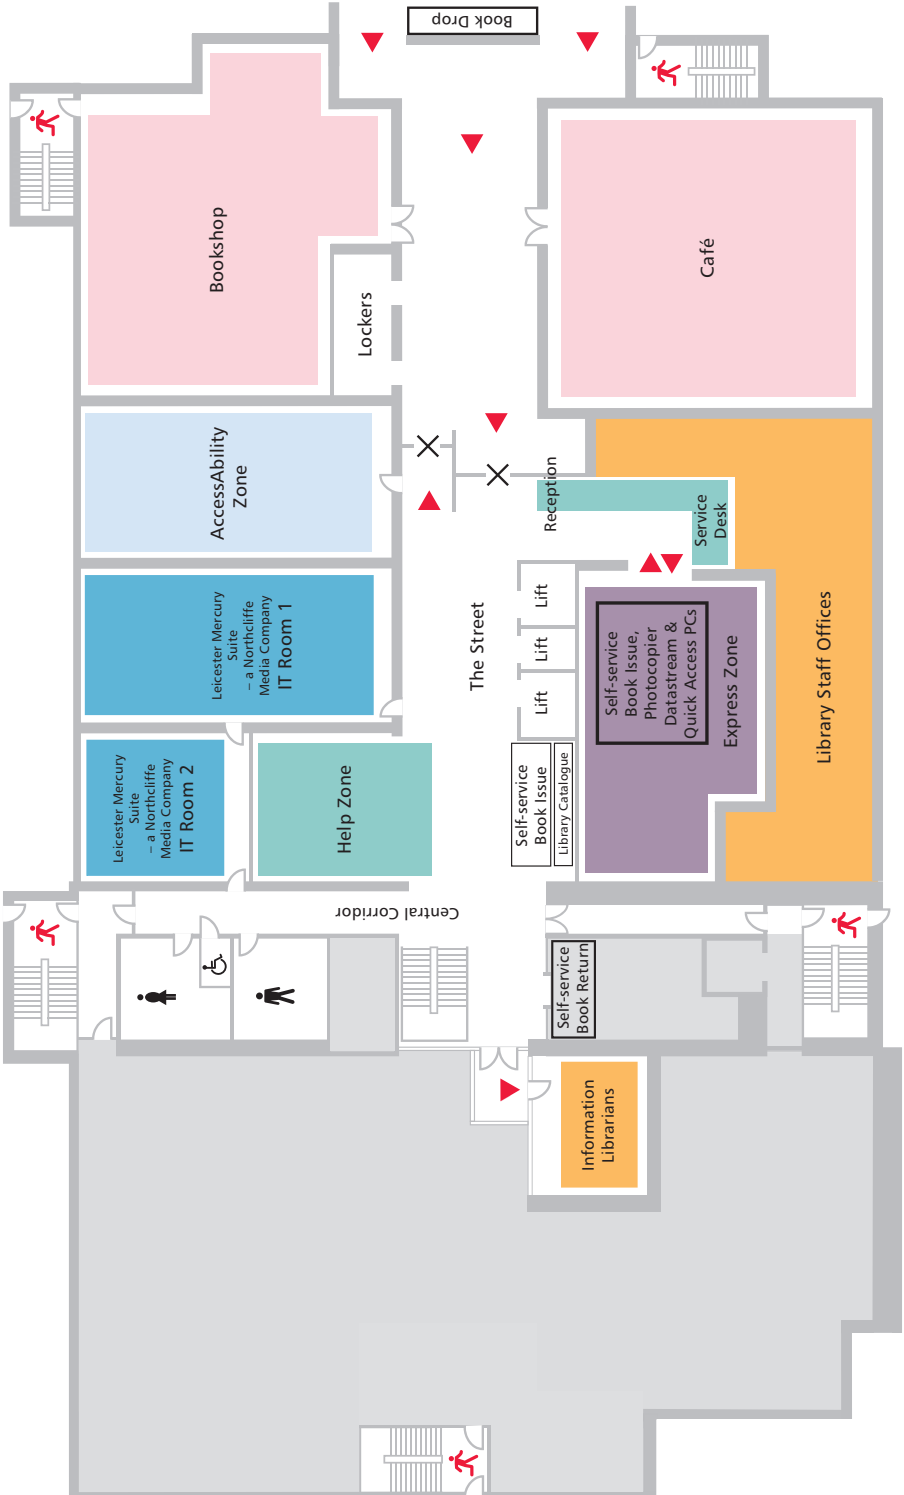 Book Drop
Bookshop
Café
Lockers
AccessAbility
Zone
Reception
Service
Desk
Leicester Mercury
Suite
– a Northcliffe
Media Company
IT Room 1
The Street
Lift
Lift
Lift
Self-service
Book Issue,
Photocopier
Datastream &
Quick Access PCs
Express Zone
Library Staff Offices
Leicester Mercury
Suite
– a Northcliffe
Media Company
IT Room 2
Help Zone
Self-service
Book Issue
Library Catalogue
Central Corridor
Self-service
Book Return
Information
Librarians